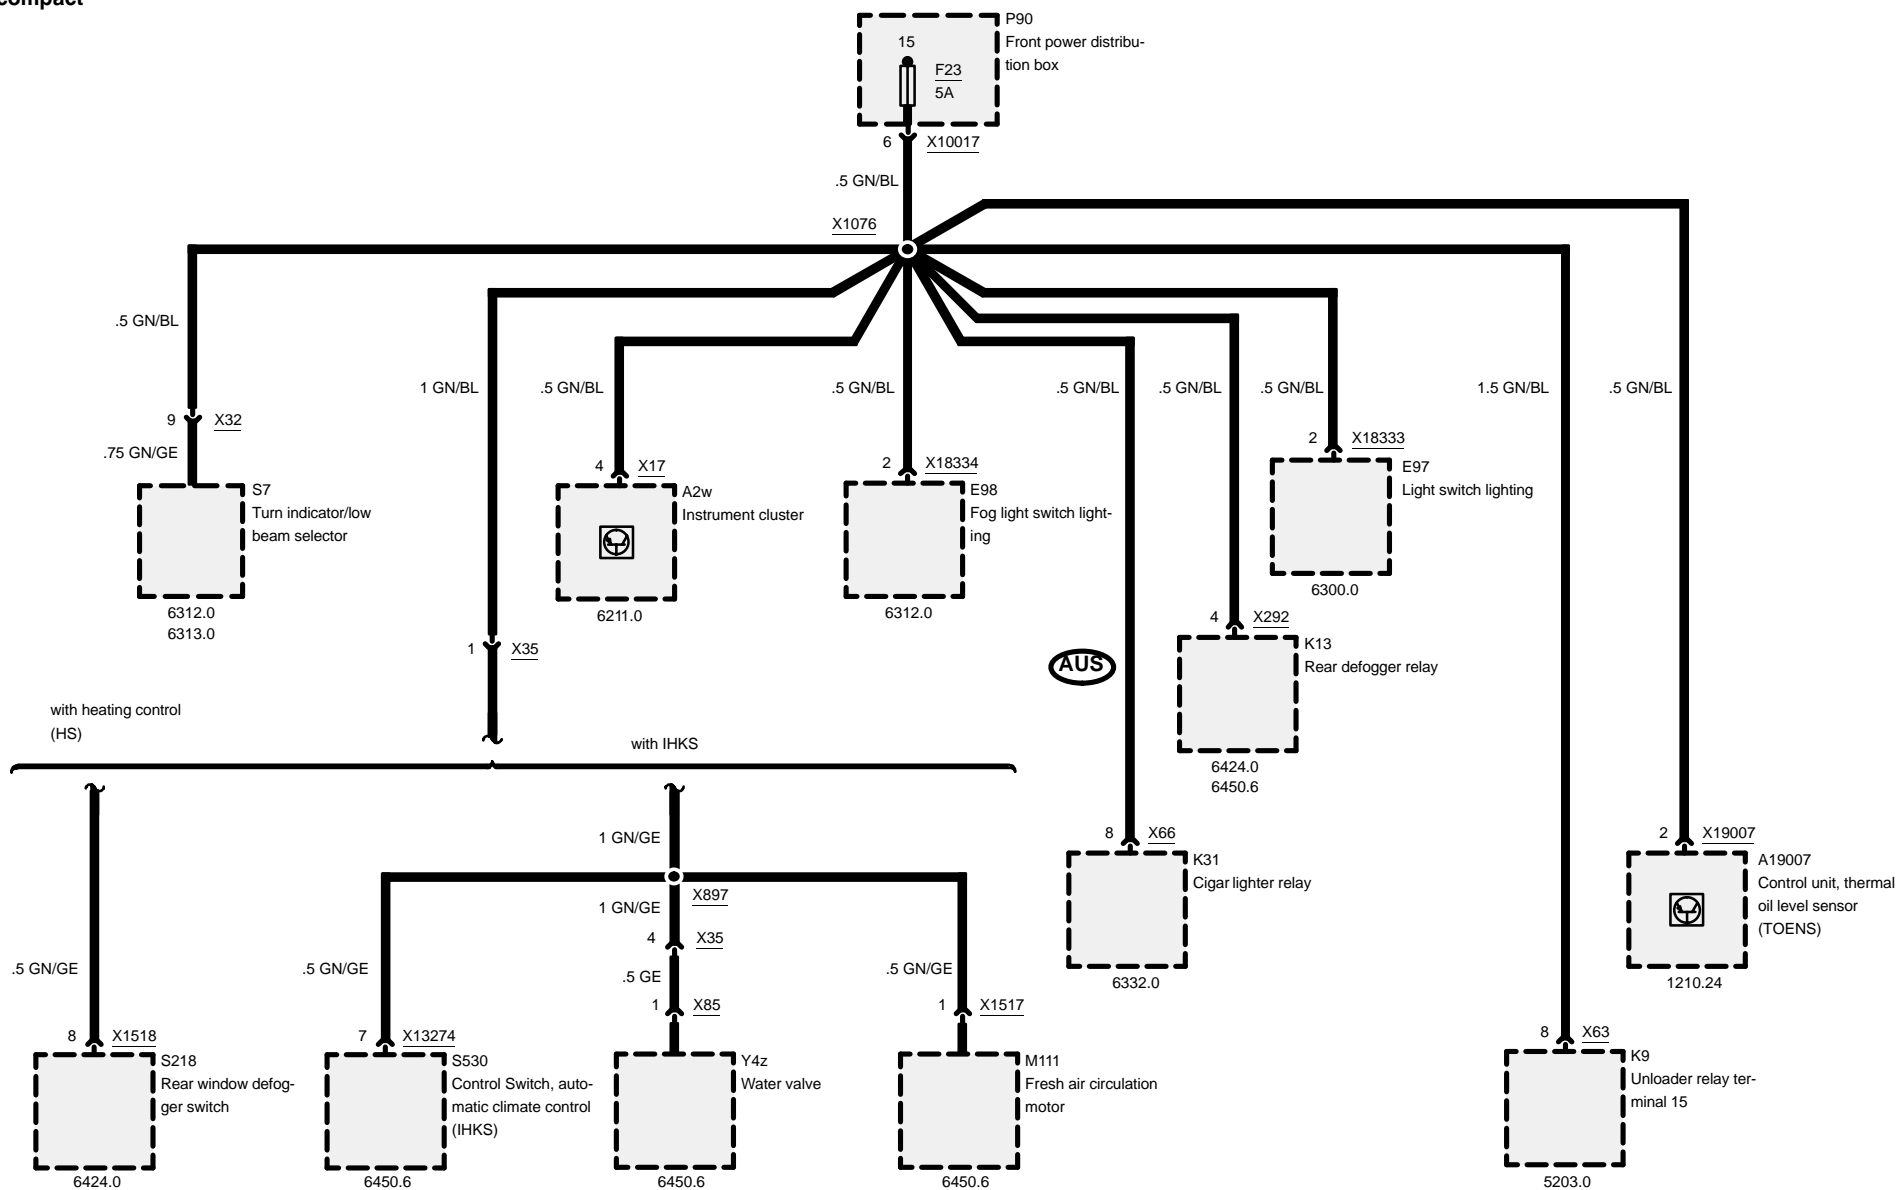 compact
P90
Front power distribu-
tion box
15
F23
5A
6 X10017
.5 GN/BL
X1076
.5 GN/BL
9 X32
.75 GN/GE
S7
Turn indicator/low
beam selector
6312.0
6313.0
1 GN/BL
1 X35
.5 GN/BL
4 X17
A2w
Instrument cluster
6211.0
.5 GN/BL
2 X18334
E98
Fog light switch light-
ing
6312.0
.5 GN/BL
AUS
8 X66
K31
Cigar lighter relay
6332.0
.5 GN/BL
4 X292
K13
Rear defogger relay
6424.0
6450.6
.5 GN/BL
2 X18333
E97
Light switch lighting
6300.0
1.5 GN/BL
8 X63
K9
Unloader relay ter-
minal 15
5203.0
.5 GN/BL
2 X19007
A19007
Control unit, thermal
oil level sensor
(TOENS)
1210.24
with heating control
(HS)
with IHKS
.5 GN/GE
8 X1518
S218
Rear window defog-
ger switch
6424.0
1 GN/GE
X897
.5 GN/GE
7 X13274
S530
Control Switch, auto-
matic climate control
(IHKS)
6450.6
1 GN/GE
4 X35
.5 GE
1 X85
Y4z
Water valve
6450.6
.5 GN/GE
1 X1517
M111
Fresh air circulation
motor
6450.6